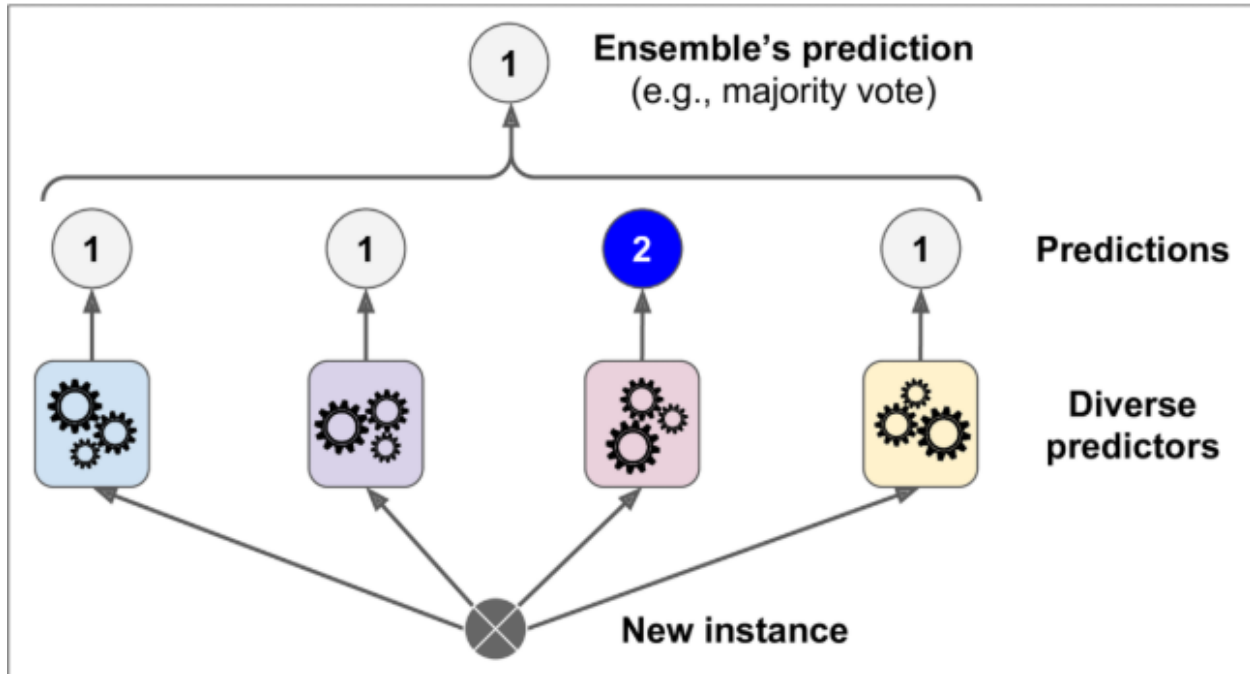 1
Ensemble's prediction
(e.g., majority vote)
1 1 2 1 Predictions
Diverse
predictors
New instance